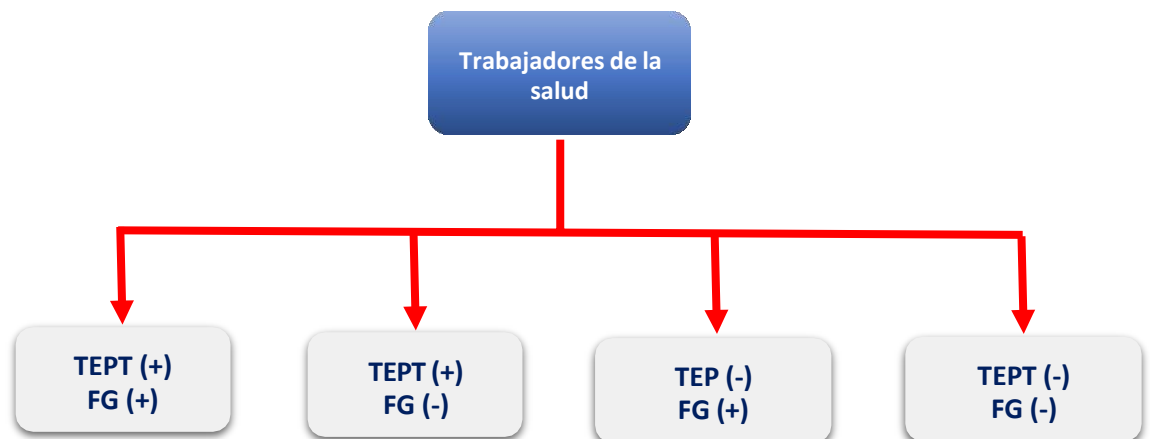 Trabajadores de la
salud
TEPT (+)
FG (+)
TEPT (+)
FG (-)
TEP (-)
FG (+)
TEPT (-)
FG (-)